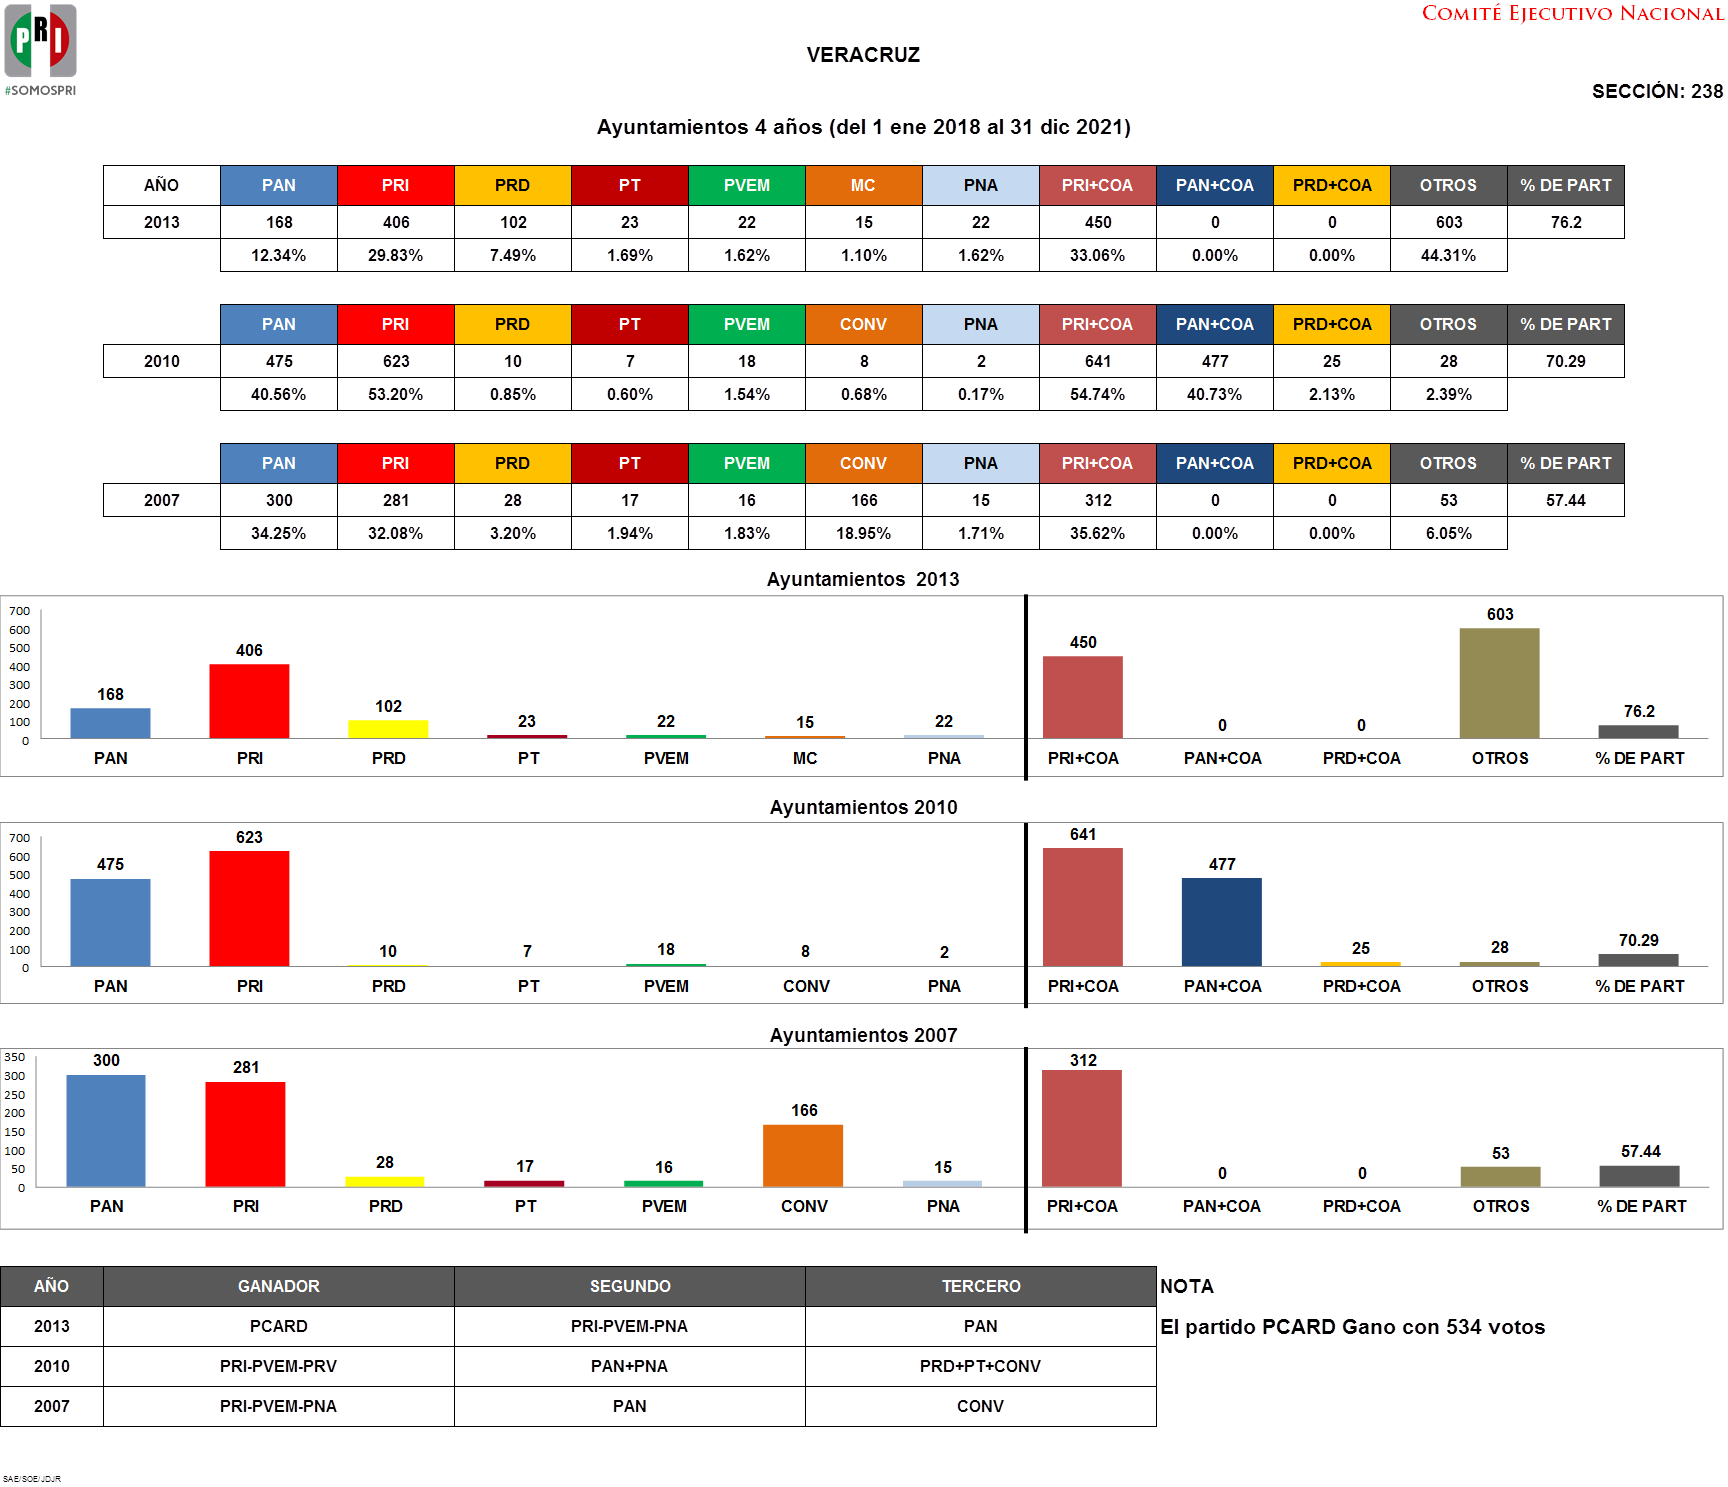 COMITÉ EJECUTIVO NACIONAL
PRI
#SOMOSPRI
VERACRUZ
SECCIÓN: 238
Ayuntamientos 4 años (del 1 ene 2018 al 31 dic 2021)
AÑO PAN PRI PRD PT PVEM MC PNA PRI+COA PAN+COA PRD+COA OTROS % DE PART
2013 168 406 102 23 22 15 22 450 0 0 603 76.2
12.34% 29.83% 7.49% 1.69% 1.62% 1.10% 1.62% 33.06% 0.00% 0.00% 44.31%
PAN PRI PRD PT PVEM CONV PNA PRI+COA PAN+COA PRD+COA OTROS % DE PART
2010 475 623 10 7 18 8 2 641 477 25 28 70.29
40.56% 53.20% 0.85% 0.60% 1.54% 0.68% 0.17% 54.74% 40.73% 2.13% 2.39%
PAN PRI PRD PT PVEM CONV PNA PRI+COA PAN+COA PRD+COA OTROS % DE PART
2007 300 281 28 17 16 166 15 312 0 0 53 57.44
34.25% 32.08% 3.20% 1.94% 1.83% 18.95% 1.71% 35.62% 0.00% 0.00% 6.05%
Ayuntamientos 2013
700
600
500
400
300
200
100
0
168 406 102 23 22 15 22 450 0 0 603 76.2
PAN PRI PRD PT PVEM MC PNA PRI+COA PAN+COA PRD+COA OTROS % DE PART
Ayuntamientos 2010
700
600
500
400
300
200
100
0
475 623 10 7 18 8 2 641 477 25 28 70.29
PAN PRI PRD PT PVEM CONV PNA PRI+COA PAN+COA PRD+COA OTROS % DE PART
Ayuntamientos 2007
350
300
250
200
150
100
50
0
300 281 28 17 16 166 15 312 0 0 53 57.44
PAN PRI PRD PT PVEM CONV PNA PRI+COA PAN+COA PRD+COA OTROS % DE PART
AÑO GANADOR SEGUNDO TERCERO NOTA
2013 PCARD PRI-PVEM-PNA PAN El partido PCARD Gano con 534 votos
2010 PRI-PVEM-PRV PAN+PNA PRD+PT+CONV
2007 PRI-PVEM-PNA PAN CONV
SAE/SOE/JDJR